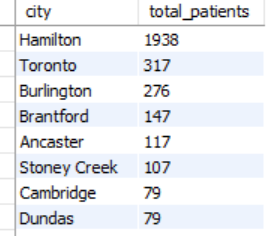 city total_patients
Hamilton 1938
Toronto 317
Burlington 276
Brantford 147
Ancaster 117
Stoney Creek 107
Cambridge 79
Dundas 79